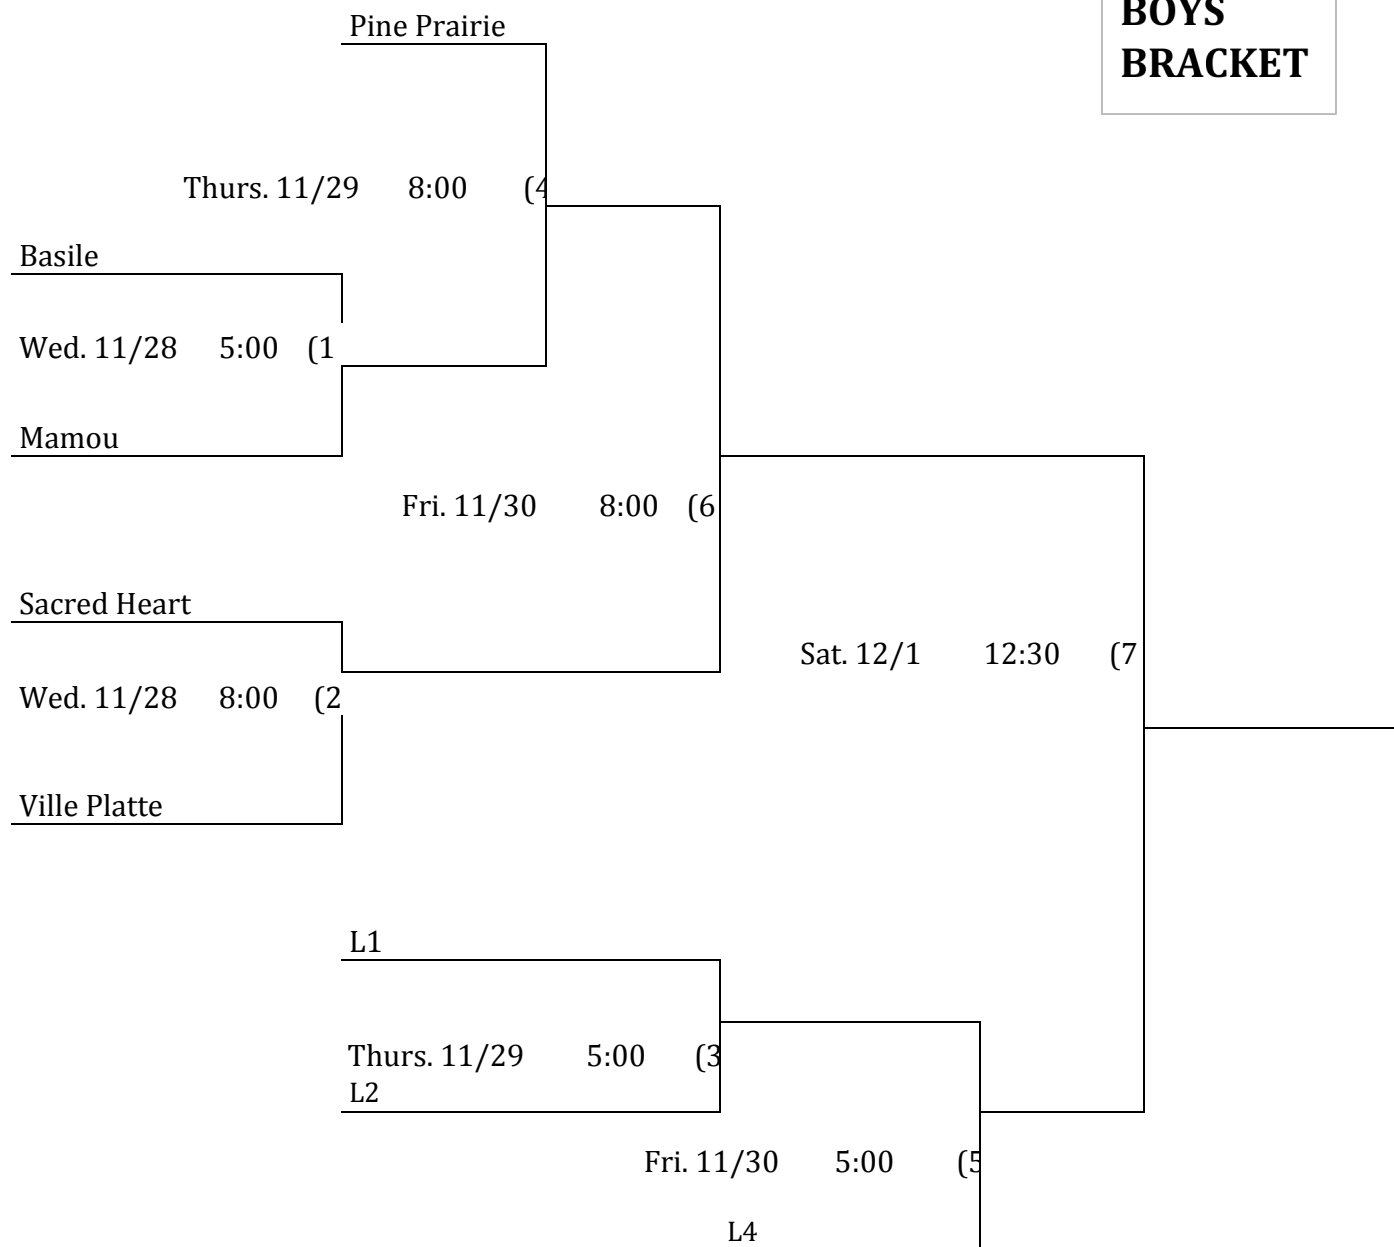 BOYS
BRACKET
Pine Prairie
Thurs. 11/29 8:00 (4
Basile
Wed. 11/28 5:00 (1
Mamou
Fri. 11/30 8:00 (6
Sacred Heart
Sat. 12/1 12:30 (7
Wed. 11/28 8:00 (2
Ville Platte
L1
Thurs. 11/29 5:00 (3
L2
Fri. 11/30 5:00 (5
L4